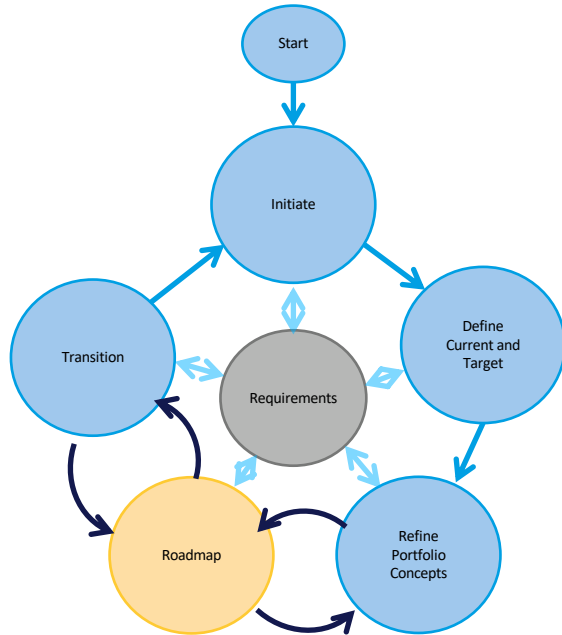 Start
Initiate
Define
Current and
Target
Transition
Requirements
Roadmap
Refine
Portfolio
Concepts